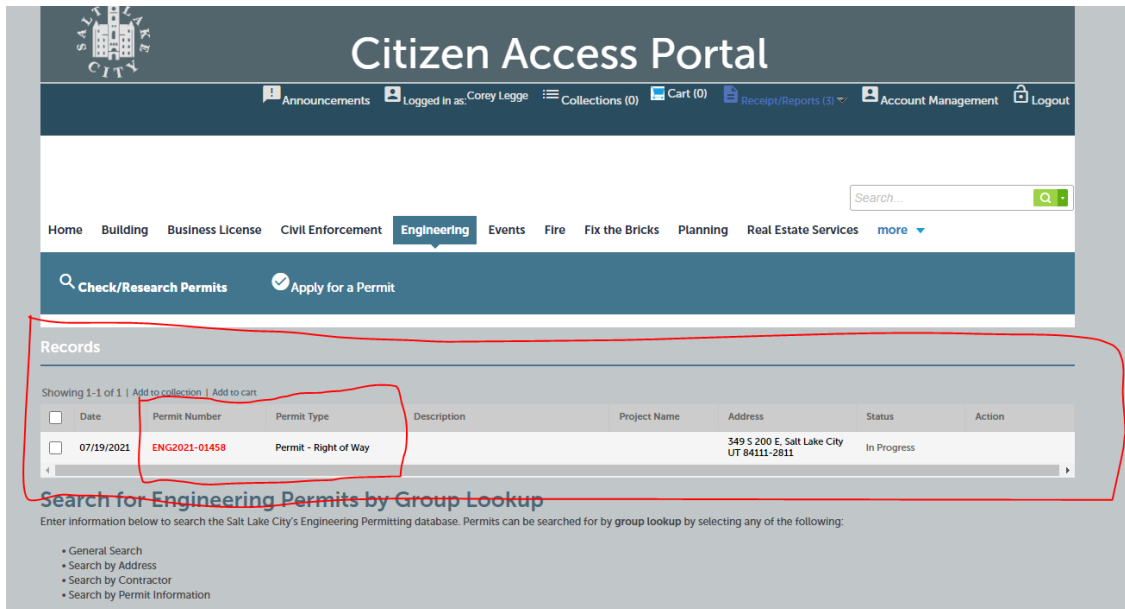 SALT LAKE CITY
Citizen Access Portal
Announcements Logged in as: Corey Legge Collections (0) Cart (0) Receipt/Reports (3) Account Management Logout
Search...
Home Building Business License Civil Enforcement Engineering Events Fire Fix the Bricks Planning Real Estate Services more
Check/Research Permits Apply for a Permit
Records
Showing 1-1 of 1 | Add to collection | Add to cart
Date Permit Number Permit Type Description Project Name Address Status Action
07/19/2021 ENG2021-01458 Permit - Right of Way 349 S 200 E, Salt Lake City In Progress
UT 84111-2811
Search for Engineering Permits by Group Lookup
Enter information below to search the Salt Lake City's Engineering Permitting database. Permits can be searched for by group lookup by selecting any of the following:
• General Search
• Search by Address
• Search by Contractor
• Search by Permit Information